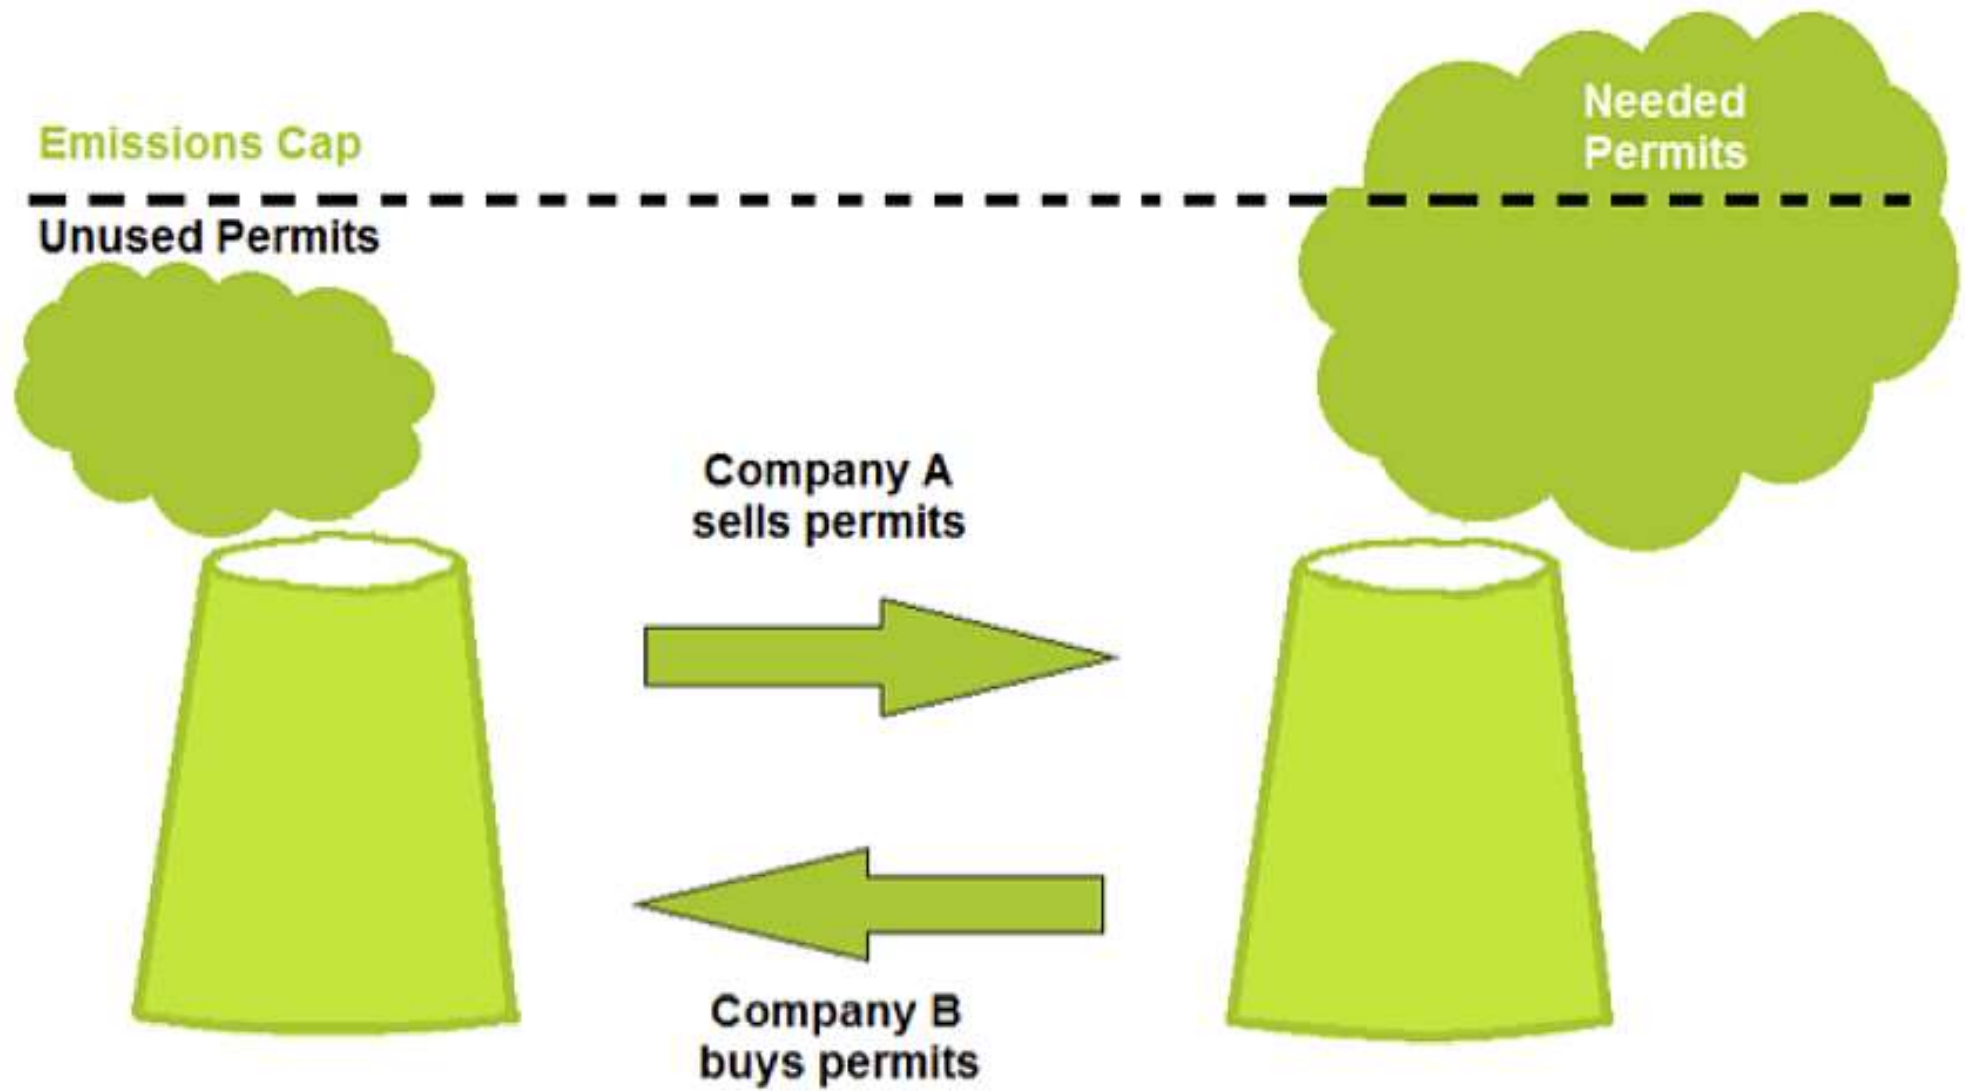 Emissions Cap
Unused Permits
Needed
Permits
Company A
sells permits
Company B
buys permits